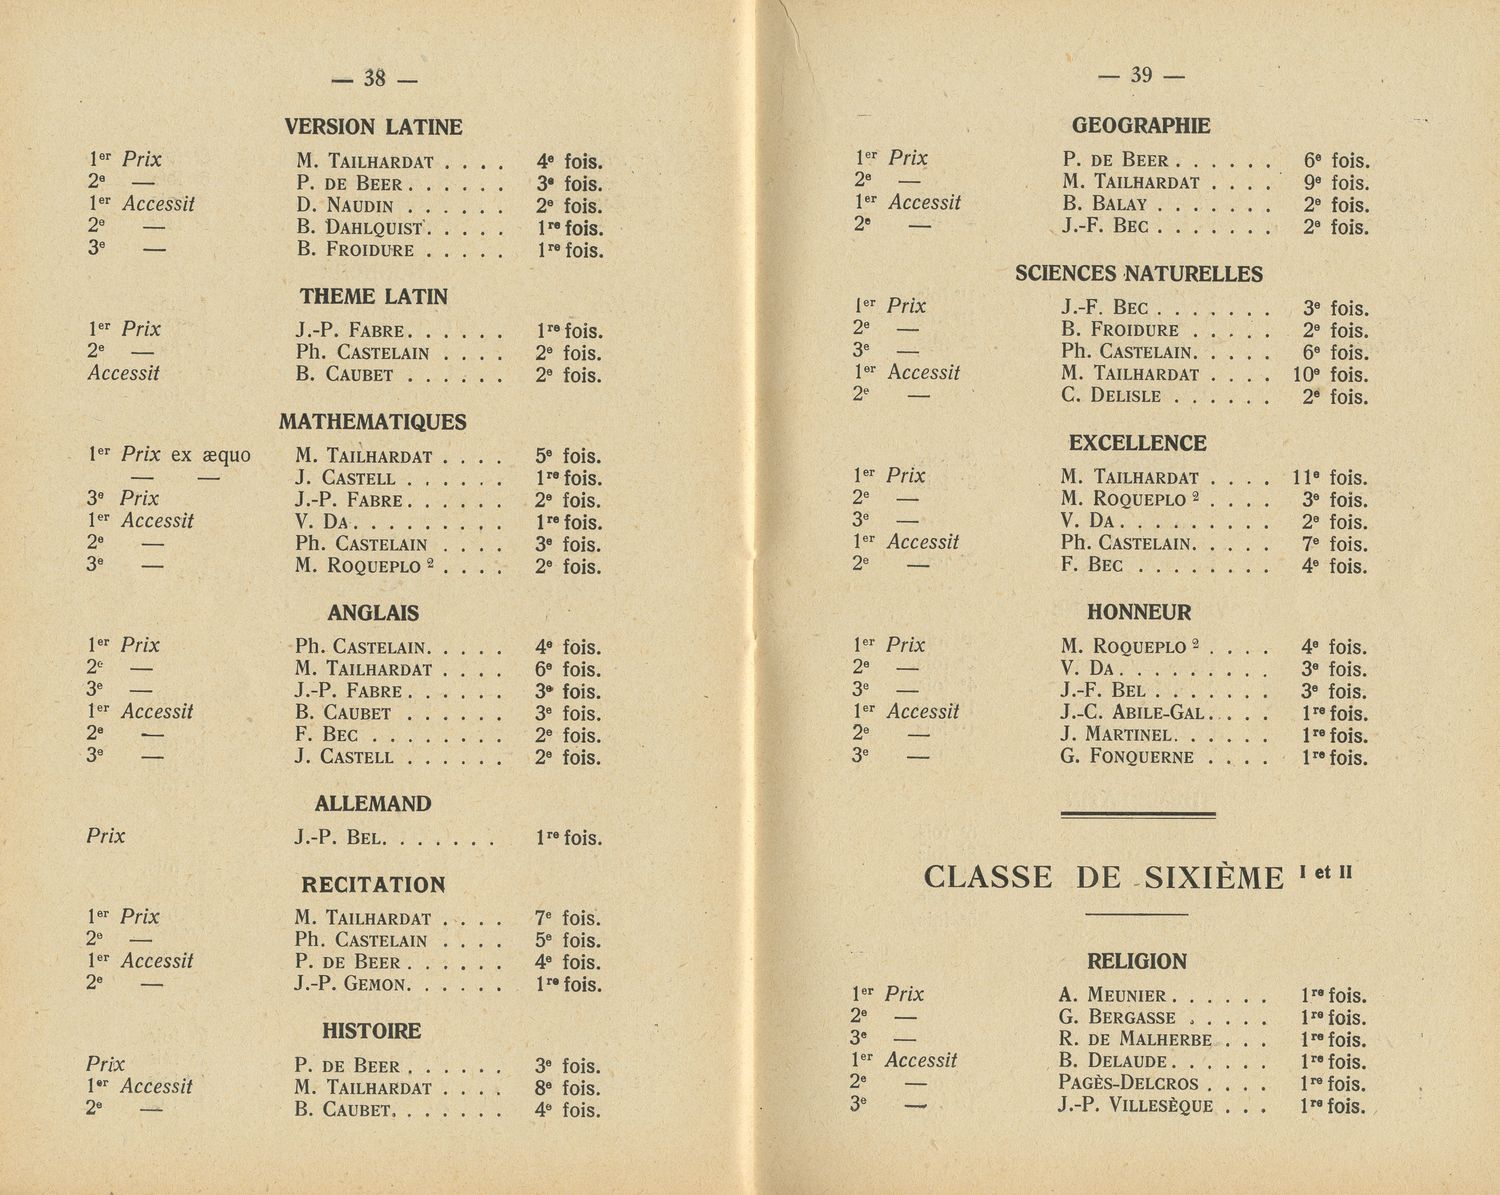 — 38 —
VERSION LATINE
1er Prix M. TAILHARDAT . . . . 4e fois.
2e — P. DE BEER . . . . . . 3e fois.
1er Accessit D. NAUDIN . . . . . . 2e fois.
2e — B. DAHLQUIST . . . . . 1re fois.
3e — B. FROIDURE . . . . . 1re fois.
THEME LATIN
1er Prix J.-P. FABRE . . . . . . 1re fois.
2e — Ph. CASTELAIN . . . . 2e fois.
Accessit B. CAUBET . . . . . . 2e fois.
MATHEMATIQUES
1er Prix ex æquo M. TAILHARDAT . . . . 5e fois.
— — J. CASTELL . . . . . . 1re fois.
3e Prix J.-P. FABRE . . . . . . 2e fois.
1er Accessit V. DA . . . . . . . . . 1re fois.
2e — Ph. CASTELAIN . . . . 3e fois.
3e — M. ROQUEPLO 2 . . . . 2e fois.
ANGLAIS
1er Prix Ph. CASTELAIN . . . . . 4e fois.
2e — M. TAILHARDAT . . . . 6e fois.
3e — J.-P. FABRE . . . . . . 3e fois.
1er Accessit B. CAUBET . . . . . . 3e fois.
2e — F. BEC . . . . . . . . 2e fois.
3e — J. CASTELL . . . . . . 2e fois.
ALLEMAND
Prix J.-P. BEL . . . . . . . 1re fois.
RECITATION
1er Prix M. TAILHARDAT . . . . 7e fois.
2e — Ph. CASTELAIN . . . . 5e fois.
1er Accessit P. DE BEER . . . . . . 4e fois.
2e — J.-P. GEMON . . . . . . 1re fois.
HISTOIRE
Prix P. DE BEER . . . . . . 3e fois.
1er Accessit M. TAILHARDAT . . . . 8e fois.
2e — B. CAUBET . . . . . . . 4e fois.
— 39 —
GEOGRAPHIE
1er Prix P. DE BEER . . . . . . 6e fois.
2e — M. TAILHARDAT . . . . 9e fois.
1er Accessit B. BALAY . . . . . . . 2e fois.
2e — J.-F. BEC . . . . . . . 2e fois.
SCIENCES NATURELLES
1er Prix J.-F. BEC . . . . . . . 3e fois.
2e — B. FROIDURE . . . . . 2e fois.
3e — Ph. CASTELAIN . . . . . 6e fois.
1er Accessit M. TAILHARDAT . . . . 10e fois.
2e — C. DELISLE . . . . . . 2e fois.
EXCELLENCE
1er Prix M. TAILHARDAT . . . . 11e fois.
2e — M. ROQUEPLO 2 . . . . 3e fois.
3e — V. DA . . . . . . . . . 2e fois.
1er Accessit Ph. CASTELAIN . . . . . 7e fois.
2e — F. BEC . . . . . . . . 4e fois.
HONNEUR
1er Prix M. ROQUEPLO 2 . . . . 4e fois.
2e — V. DA . . . . . . . . . 3e fois.
3e — J.-F. BEL . . . . . . . 3e fois.
1er Accessit J.-C. ABILE-GAL . . . . 1re fois.
2e — J. MARTINEL . . . . . . 1re fois.
3e — G. FONQUERNE . . . . 1re fois.
CLASSE DE SIXIÈME I et II
RELIGION
1er Prix A. MEUNIER . . . . . . 1re fois.
2e — G. BERGASSE . . . . . 1re fois.
3e — R. DE MALHERBE . . . 1re fois.
1er Accessit B. DELAUDE . . . . . . 1re fois.
2e — PAGÈS-DELCROS . . . . 1re fois.
3e — J.-P. VILLESÈQUE . . . 1re fois.